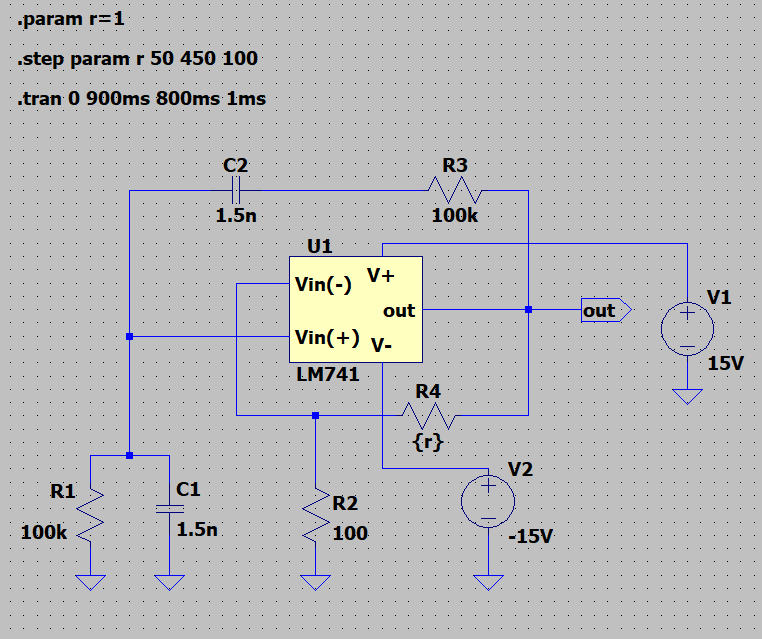 .param r=1
.step param r 50 450 100
.tran 0 900ms 800ms 1ms
C2
1.5n
R3
100k
U1
Vin(-)
V+
out
Vin(+)
V-
LM741
out
V1
15V
R4
{r}
V2
-15V
R1
100k
C1
1.5n
R2
100